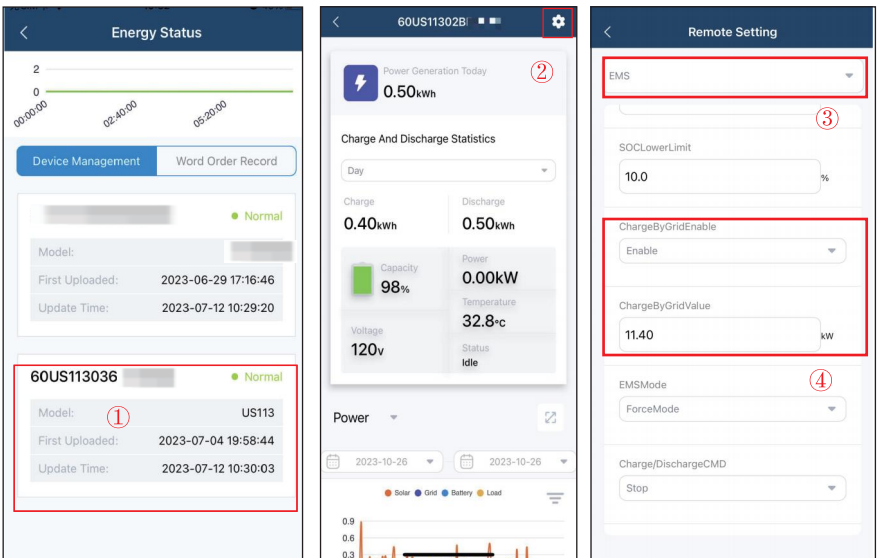 Energy Status
2
0
00:00:00
02:40:00
05:20:00
Device Management
Word Order Record
Normal
Model:
First Uploaded: 2023-06-29 17:16:46
Update Time: 2023-07-12 10:29:20
60US113036
Normal
①
Model: US113
First Uploaded: 2023-07-04 19:58:44
Update Time: 2023-07-12 10:30:03
60US11302B
②
Power Generation Today
0.50kWh
Charge And Discharge Statistics
Day
Charge Discharge
0.40kWh 0.50kWh
Capacity
98%
Power
0.00kW
Temperature
32.8°C
Voltage
120V
Status
Idle
Power
2023-10-26 2023-10-26
Solar Grid Battery Load
0.9
0.6
0.3
Remote Setting
EMS
③
SOCLowerLimit
10.0 %
ChargeByGridEnable
Enable
ChargeByGridValue
11.40 kW
④
EMSMode
ForceMode
Charge/DischargeCMD
Stop